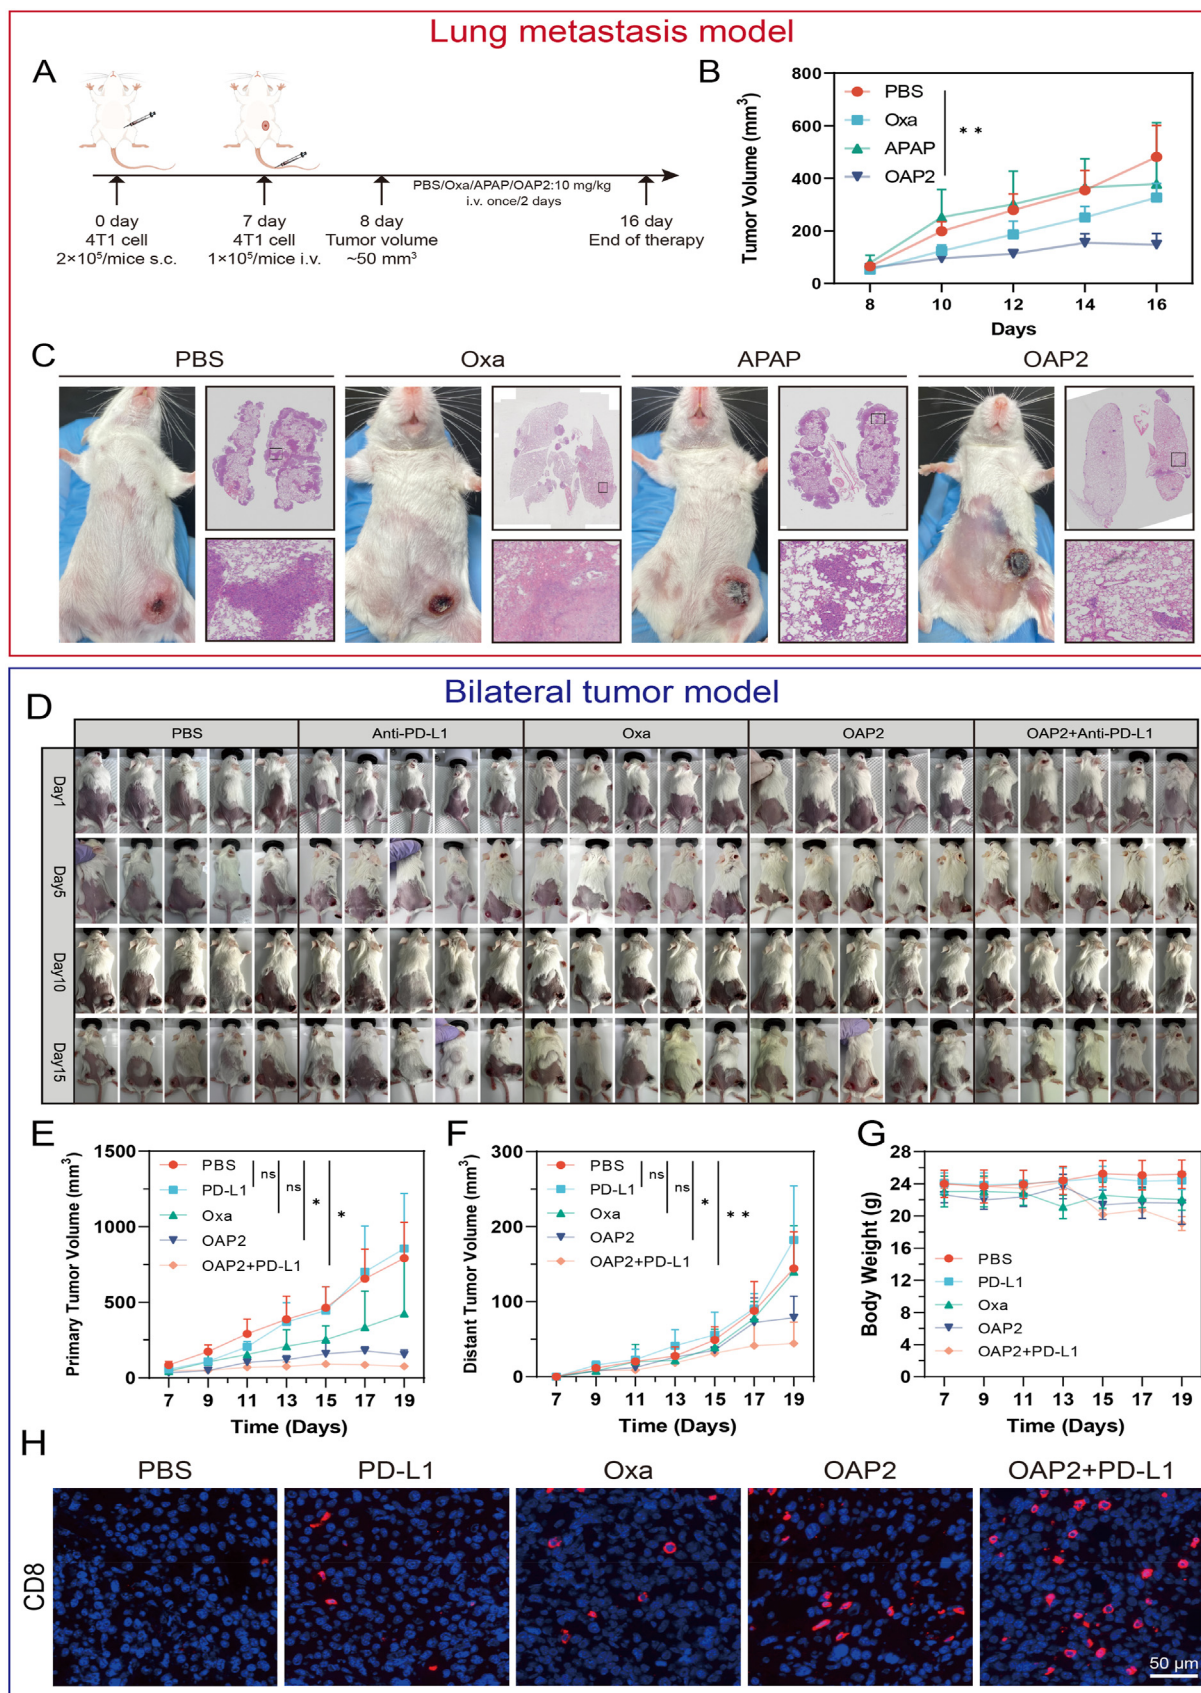 Lung metastasis model
A
0 day
4T1 cell
2×10⁵/mice s.c.
7 day
4T1 cell
1×10⁵/mice i.v.
8 day
Tumor volume
~50 mm³
PBS/Oxa/APAP/OAP2:10 mg/kg
i.v. once/2 days
16 day
End of therapy
B
Tumor Volume (mm³)
800
600
400
200
0
PBS
Oxa
APAP
OAP2
* *
8 10 12 14 16
Days
C
PBS Oxa APAP OAP2
Bilateral tumor model
D
PBS Anti-PD-L1 Oxa OAP2 OAP2+Anti-PD-L1
Day1
Day5
Day10
Day15
E
Primary Tumor Volume (mm³)
1500
1000
500
0
PBS
PD-L1
Oxa
OAP2
OAP2+PD-L1
ns
ns
*
*
7 9 11 13 15 17 19
Time (Days)
F
Distant Tumor Volume (mm³)
300
200
100
0
PBS
PD-L1
Oxa
OAP2
OAP2+PD-L1
ns
ns
*
* *
7 9 11 13 15 17 19
Time (Days)
G
Body Weight (g)
28
24
20
16
12
8
4
0
PBS
PD-L1
Oxa
OAP2
OAP2+PD-L1
7 9 11 13 15 17 19
Time (Days)
H
PBS PD-L1 Oxa OAP2 OAP2+PD-L1
CD8
50 µm